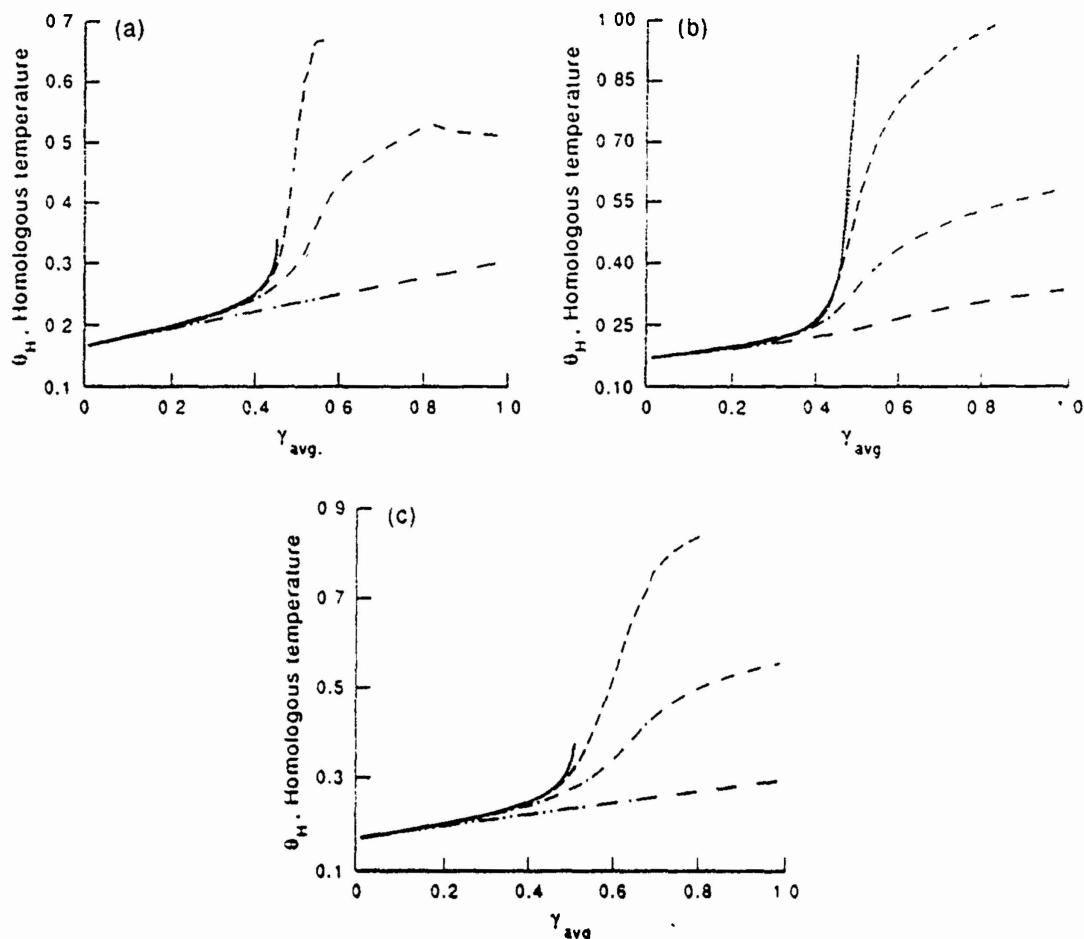 (a)
0 7
0.6
0.5
0.4
0.3
0.2
0.1
θH. Homologous temperature
0 0.2 0.4 0.6 0.8 1 0
γavg.
(b)
1 00
0.85
0.70
0 55
0.40
0.25
0.10
θH. Homologous temperature
0 0.2 0 4 0.6 0.8 1 0
γavg
(c)
0 9
0 7
0.5
0.3
0.1
θH. Homologous temperature
0 0.2 0.4 0.6 0.8 1 0
γavg